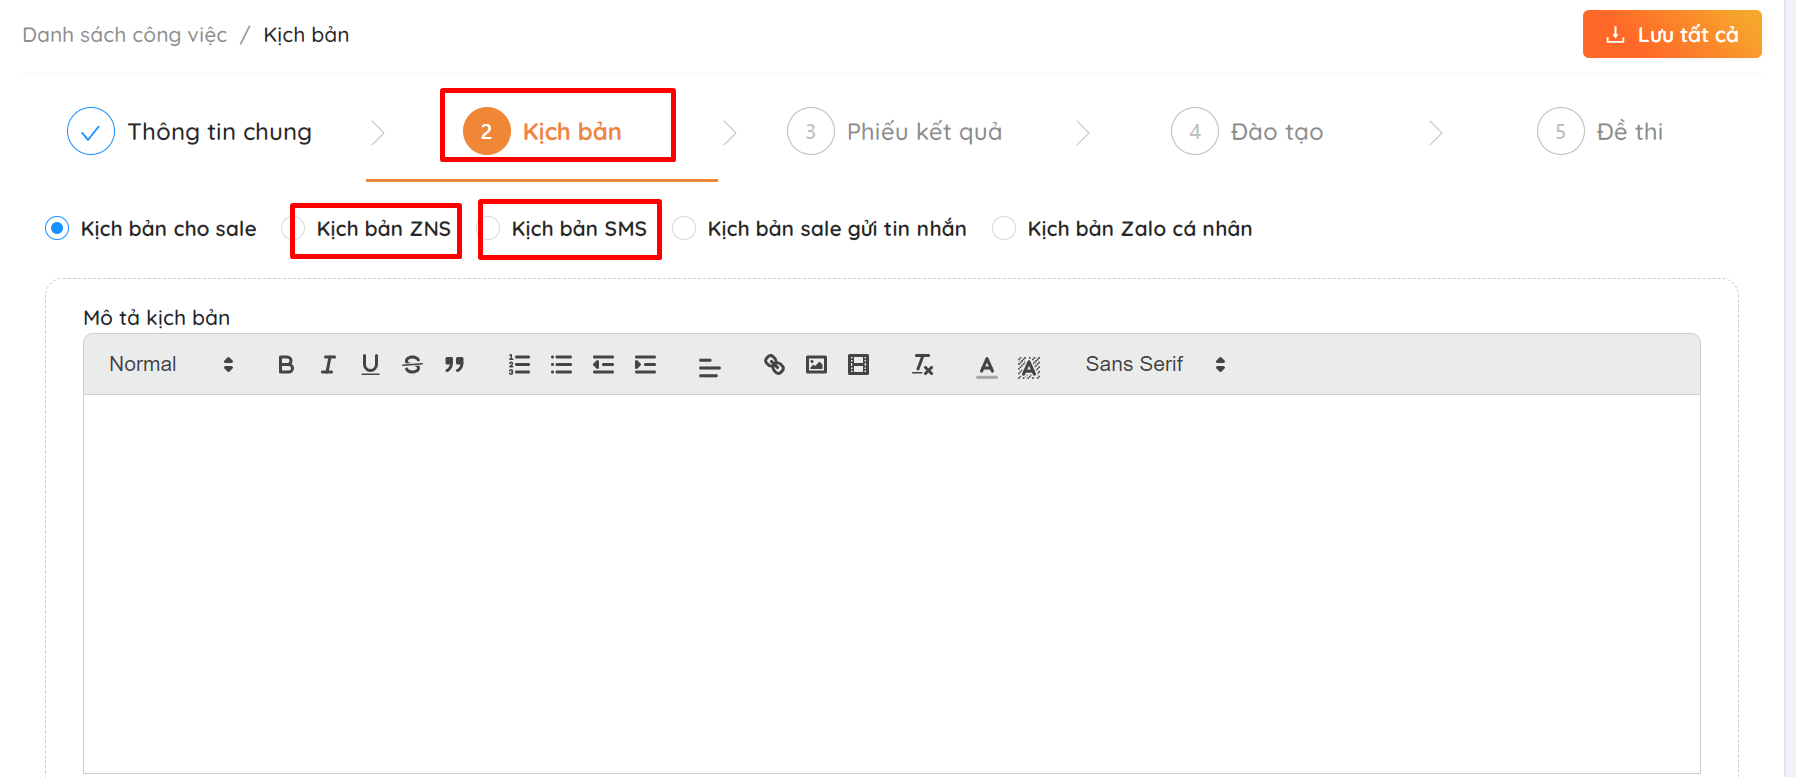 Danh sách công việc / Kịch bản
Lưu tất cả
Thông tin chung
2 Kịch bản
3 Phiếu kết quả
4 Đào tạo
5 Đề thi
Kịch bản cho sale
Kịch bản ZNS
Kịch bản SMS
Kịch bản sale gửi tin nhắn
Kịch bản Zalo cá nhân
Mô tả kịch bản
Normal
Sans Serif